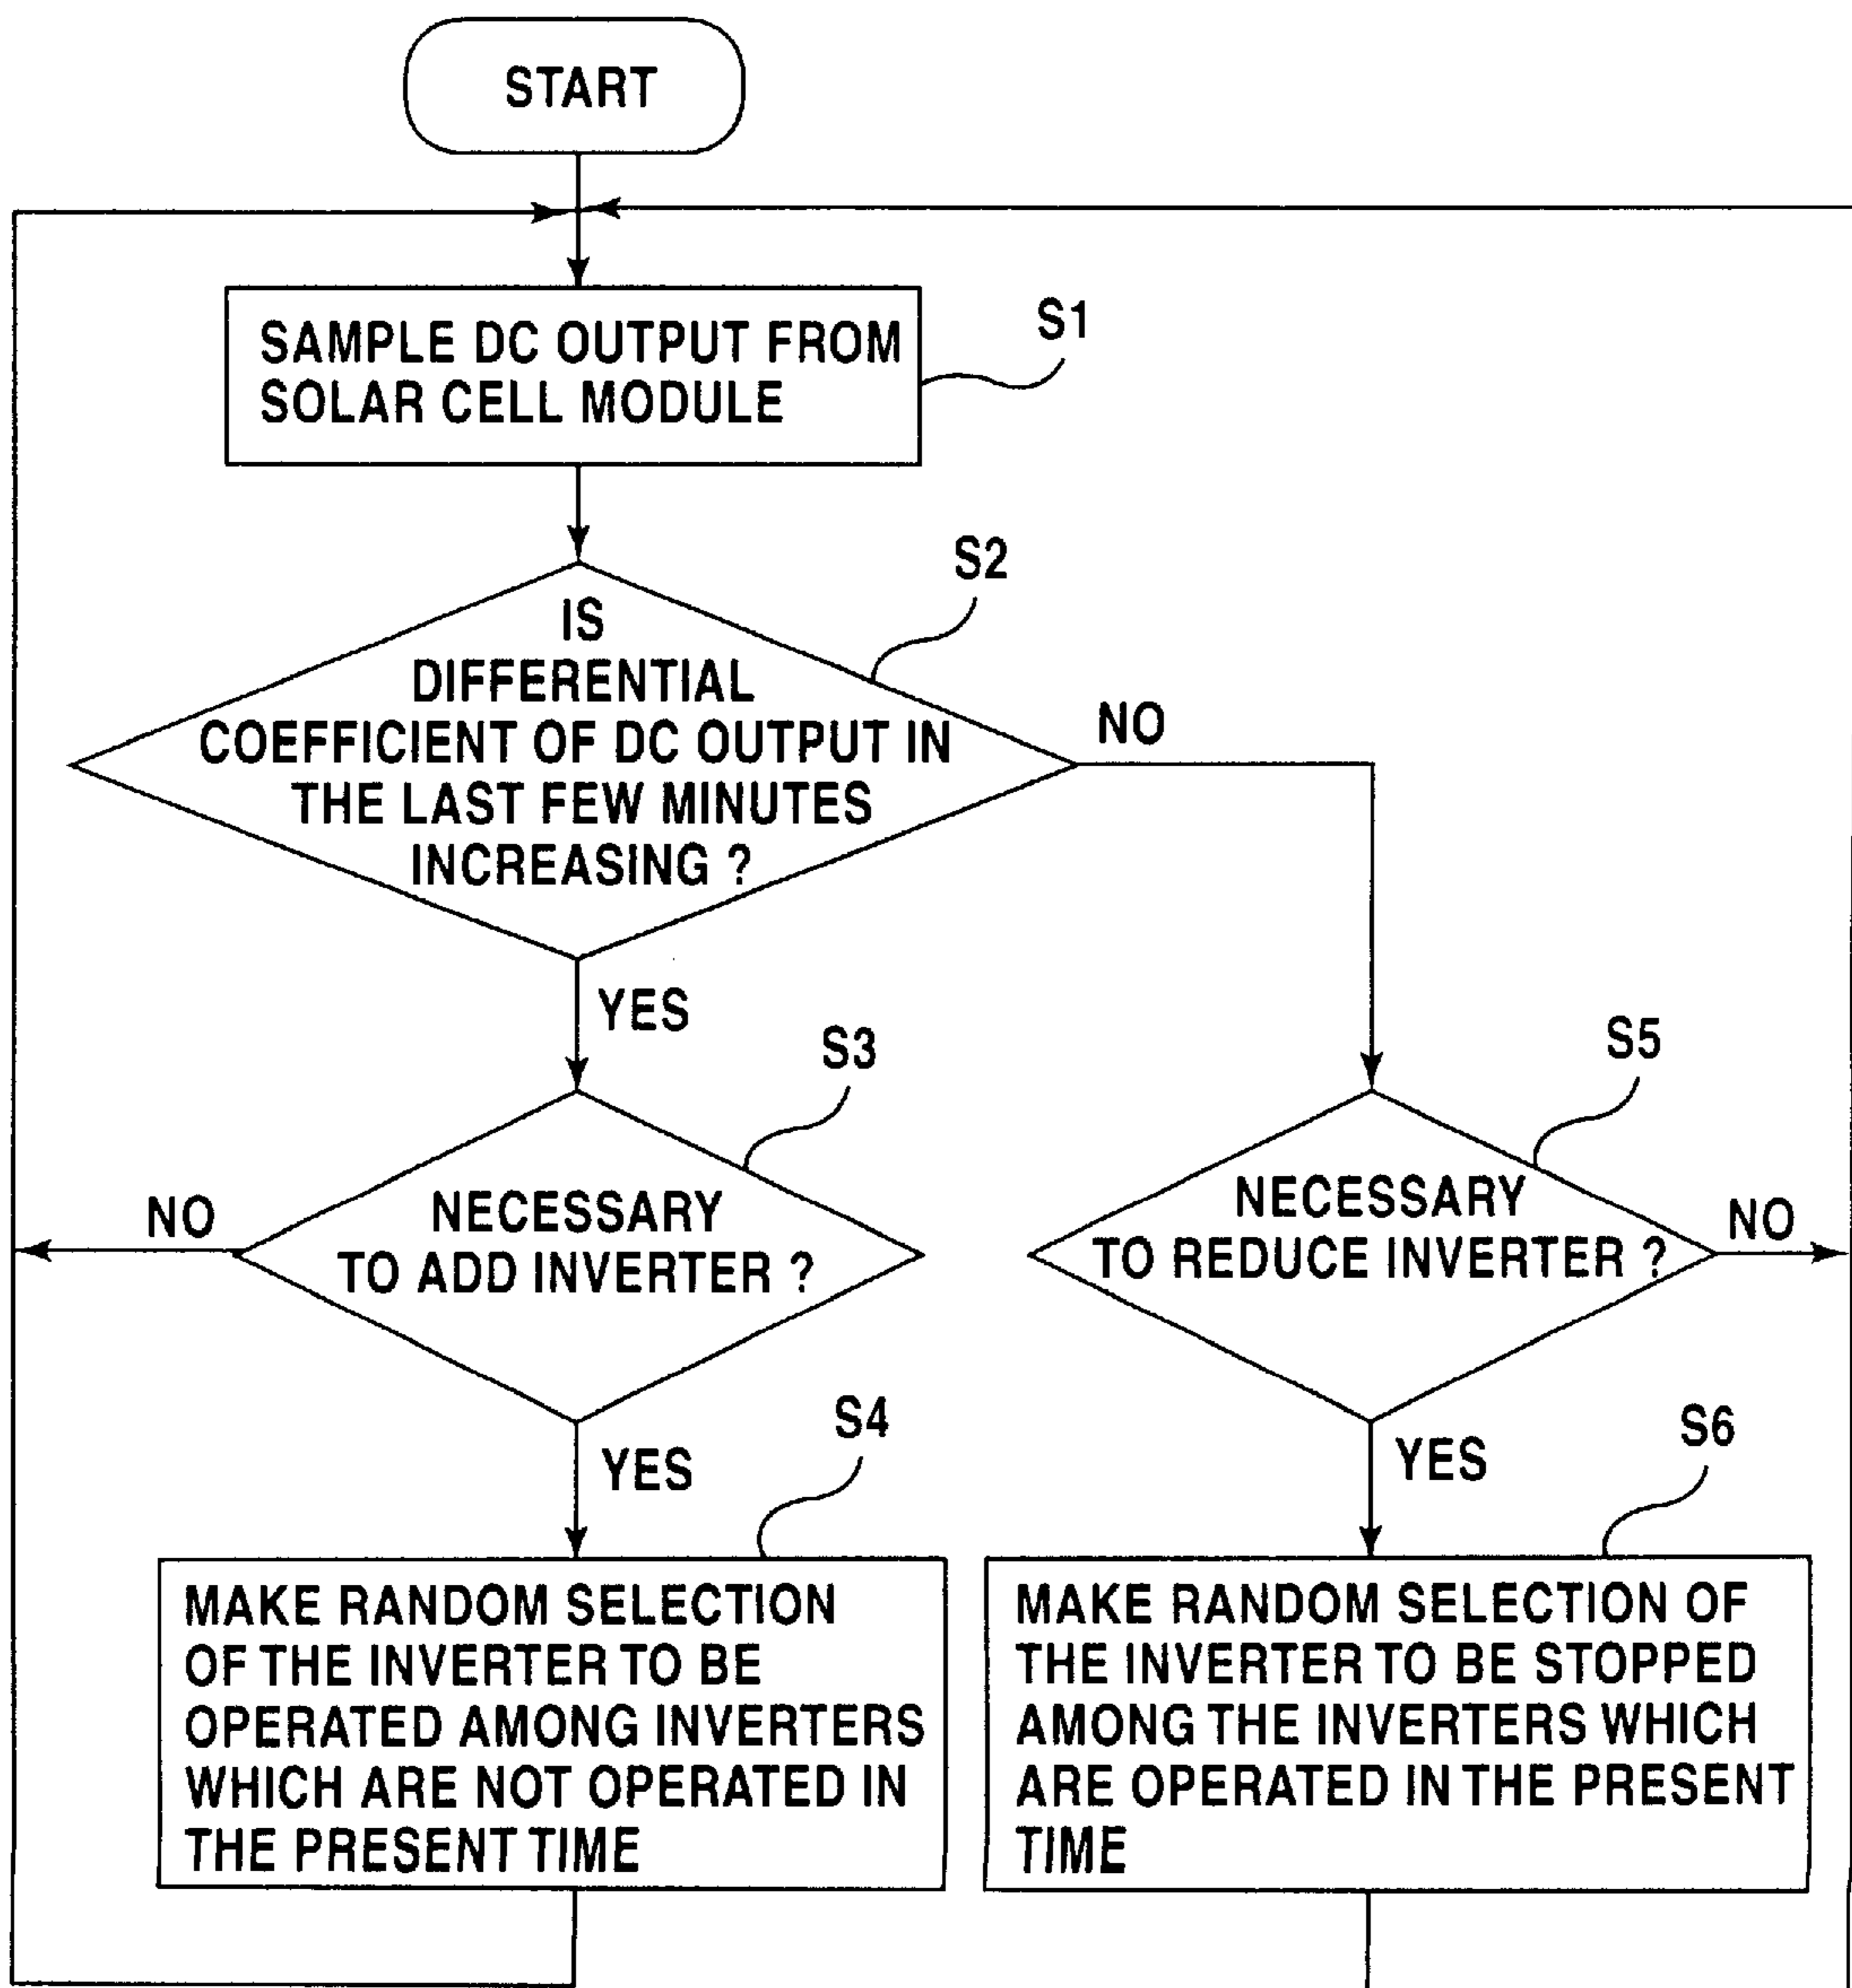 START
SAMPLE DC OUTPUT FROM
SOLAR CELL MODULE
S1
S2
IS
DIFFERENTIAL
COEFFICIENT OF DC OUTPUT IN
THE LAST FEW MINUTES
INCREASING ?
NO
YES
S3
NECESSARY
TO ADD INVERTER ?
NO
YES
S5
NECESSARY
TO REDUCE INVERTER ?
NO
YES
S4
MAKE RANDOM SELECTION
OF THE INVERTER TO BE
OPERATED AMONG INVERTERS
WHICH ARE NOT OPERATED IN
THE PRESENT TIME
S6
MAKE RANDOM SELECTION OF
THE INVERTER TO BE STOPPED
AMONG THE INVERTERS WHICH
ARE OPERATED IN THE PRESENT
TIME